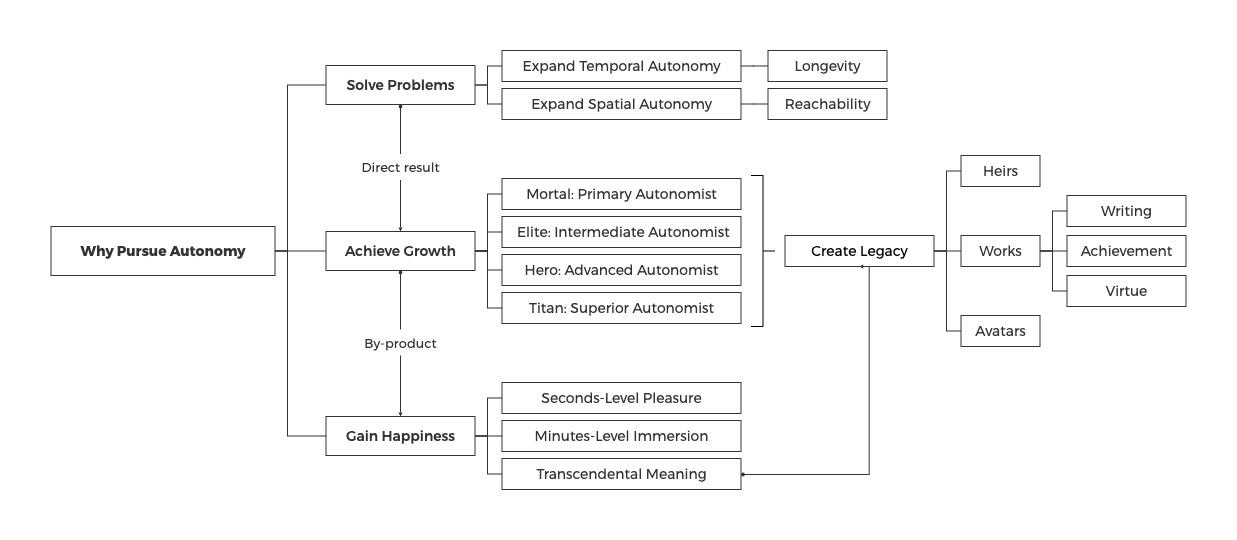 Why Pursue Autonomy
Solve Problems
Expand Temporal Autonomy
Longevity
Expand Spatial Autonomy
Reachability
Direct result
Achieve Growth
Mortal: Primary Autonomist
Elite: Intermediate Autonomist
Hero: Advanced Autonomist
Titan: Superior Autonomist
Create Legacy
Heirs
Works
Writing
Achievement
Virtue
Avatars
By-product
Gain Happiness
Seconds-Level Pleasure
Minutes-Level Immersion
Transcendental Meaning